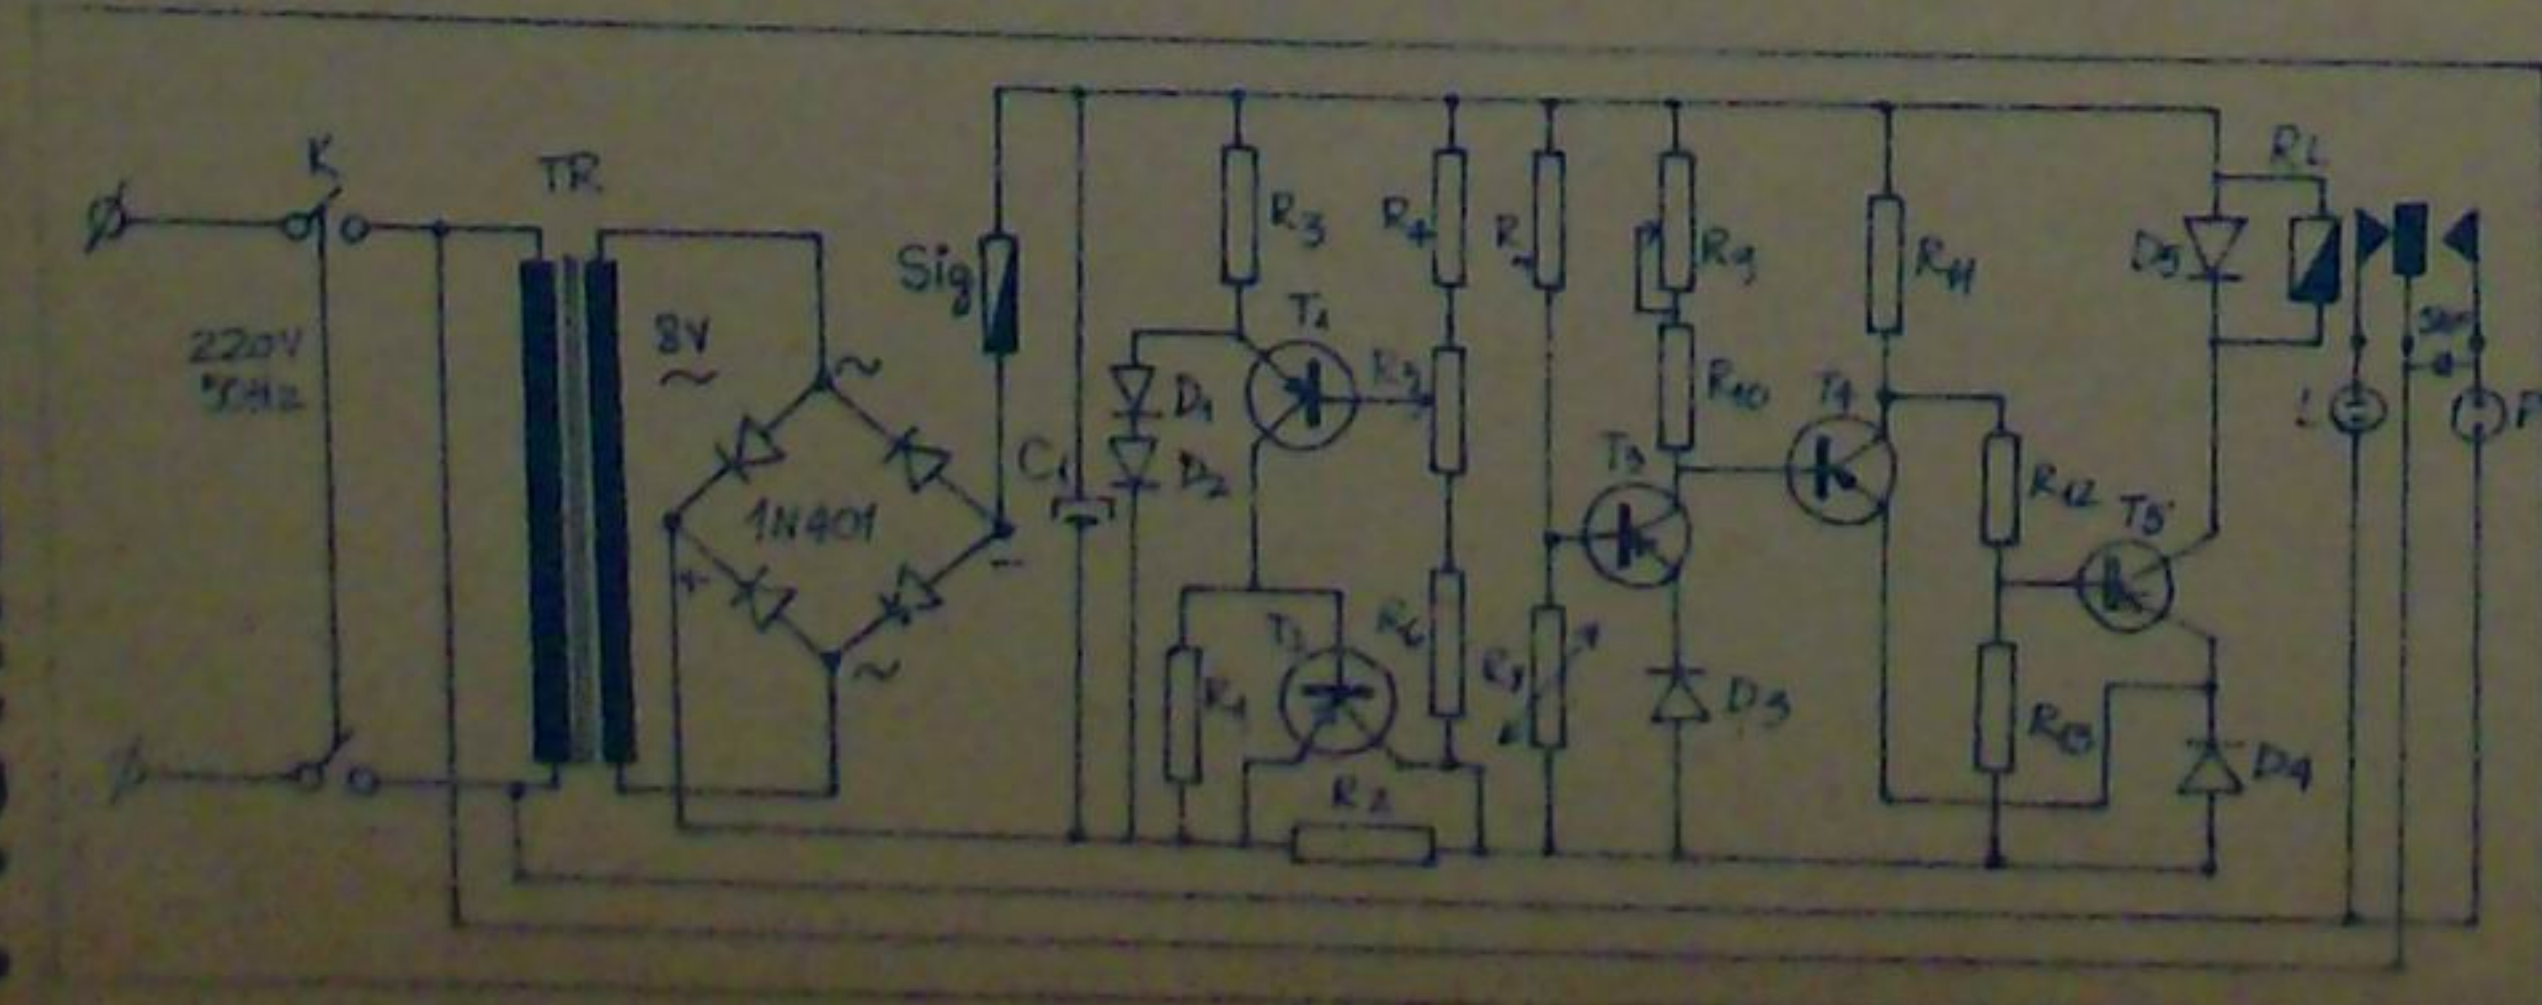 K
TR
220V
50Hz
8V
~
~
1N401
+
-
~
Sig
C1
D1
D2
R3
T1
R4
R5
R1
T2
R2
R6
R9
R10
T3
D3
R11
T4
R12
T5
R13
D4
D5
RL
L